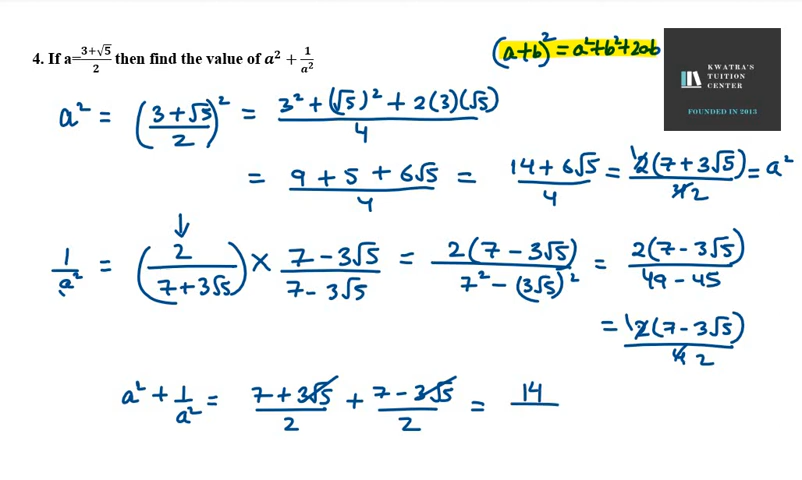 (a+b)² = a²+b²+2ab
KWATRA'S
TUITION
CENTER
FOUNDED IN 2013
4. If a=(3+√5)/2 then find the value of a² + 1/a²
a² = ((3+√5)/2)² = (3² + (√5)² + 2(3)(√5))/4
= (9 + 5 + 6√5)/4 = (14 + 6√5)/4 = 2(7+3√5)/4 2 = a²
1/a² = (2/(7+3√5)) × (7-3√5)/(7-3√5) = 2(7-3√5)/(7² - (3√5)²) = 2(7-3√5)/(49-45)
= 2(7-3√5)/4 2
a² + 1/a² = (7+3√5)/2 + (7-3√5)/2 = 14